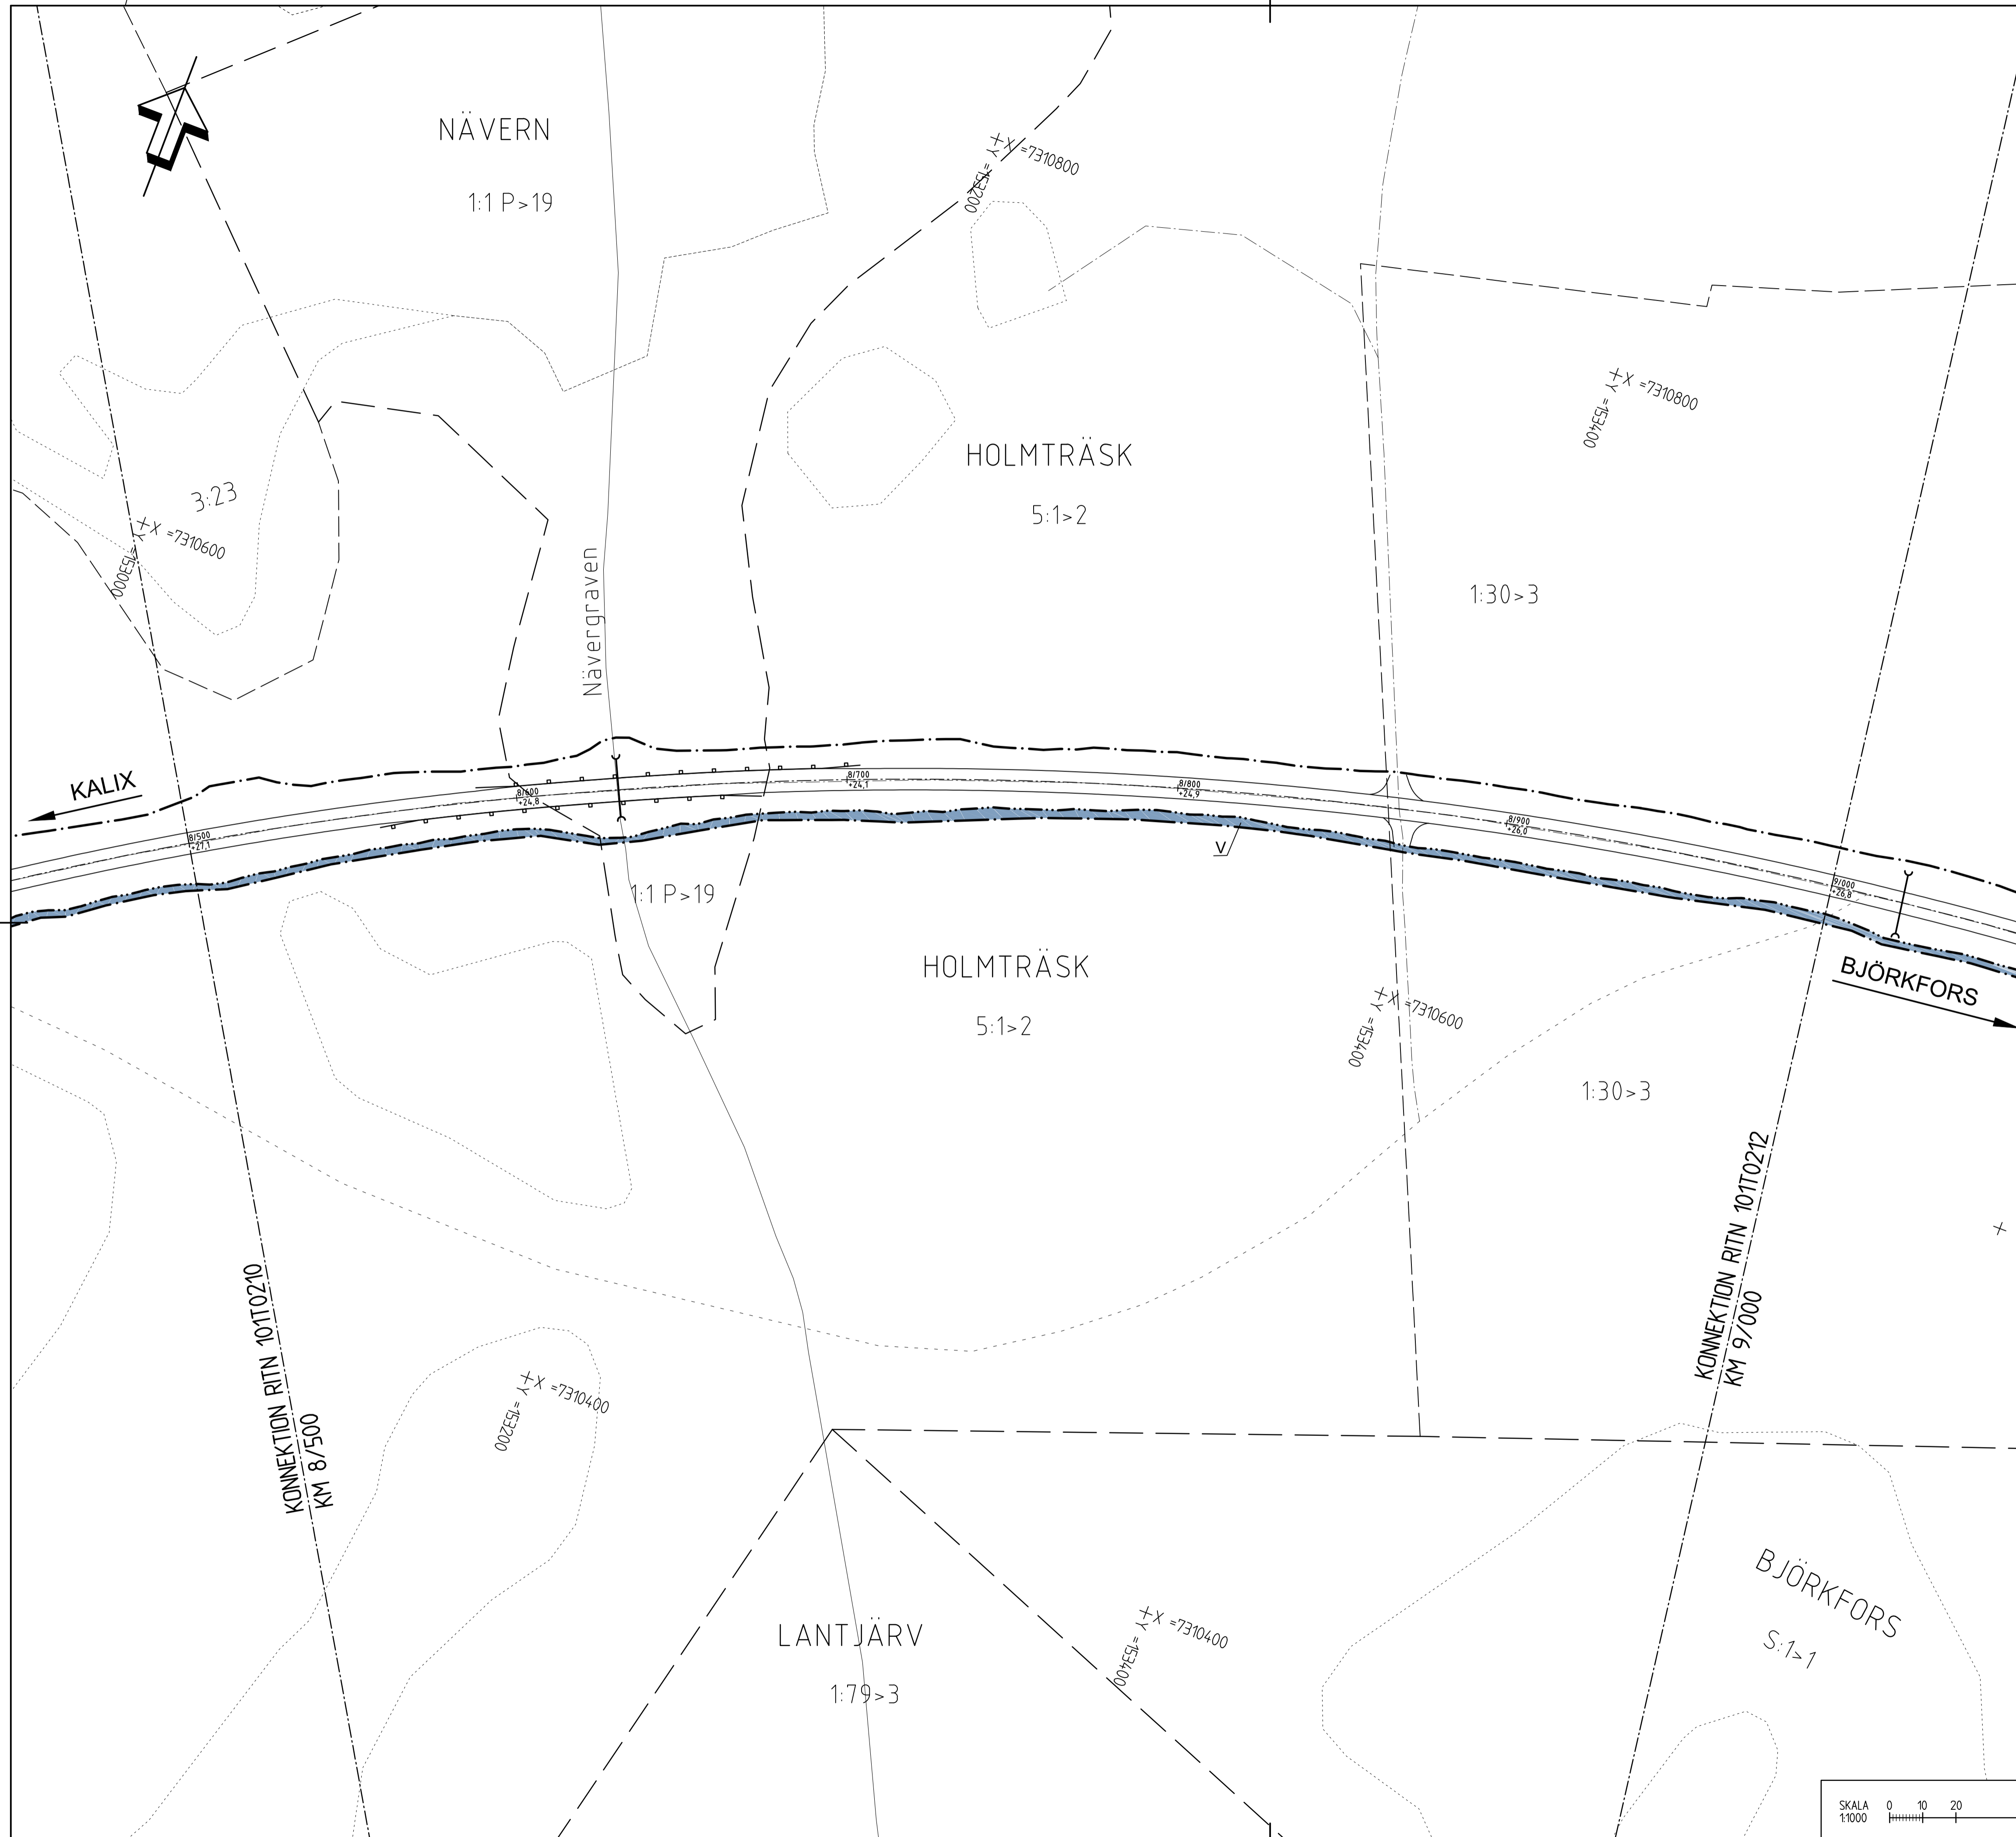 NÄVERN
1:1 P>19
X =7310800
Y =153200
X =7310800
Y =153400
HOLMTRÄSK
5:1>2
3:23
X =7310600
Y =153000
1:30>3
Nävergraven
KALIX
8/500
+27,1
8/600
+24,8
8/700
+24,1
8/800
+24,9
8/900
+26,0
9/000
+26,8
V
1:1 P>19
HOLMTRÄSK
5:1>2
BJÖRKFORS
X =7310600
Y =153400
1:30>3
KONNEKTION RITN 101T0210
KM 8/500
KONNEKTION RITN 101T0212
KM 9/000
X =7310400
Y =153200
LANTJÄRV
1:79>3
X =7310400
Y =153400
BJÖRKFORS
S:1>1
SKALA 0 10 20
1:1000